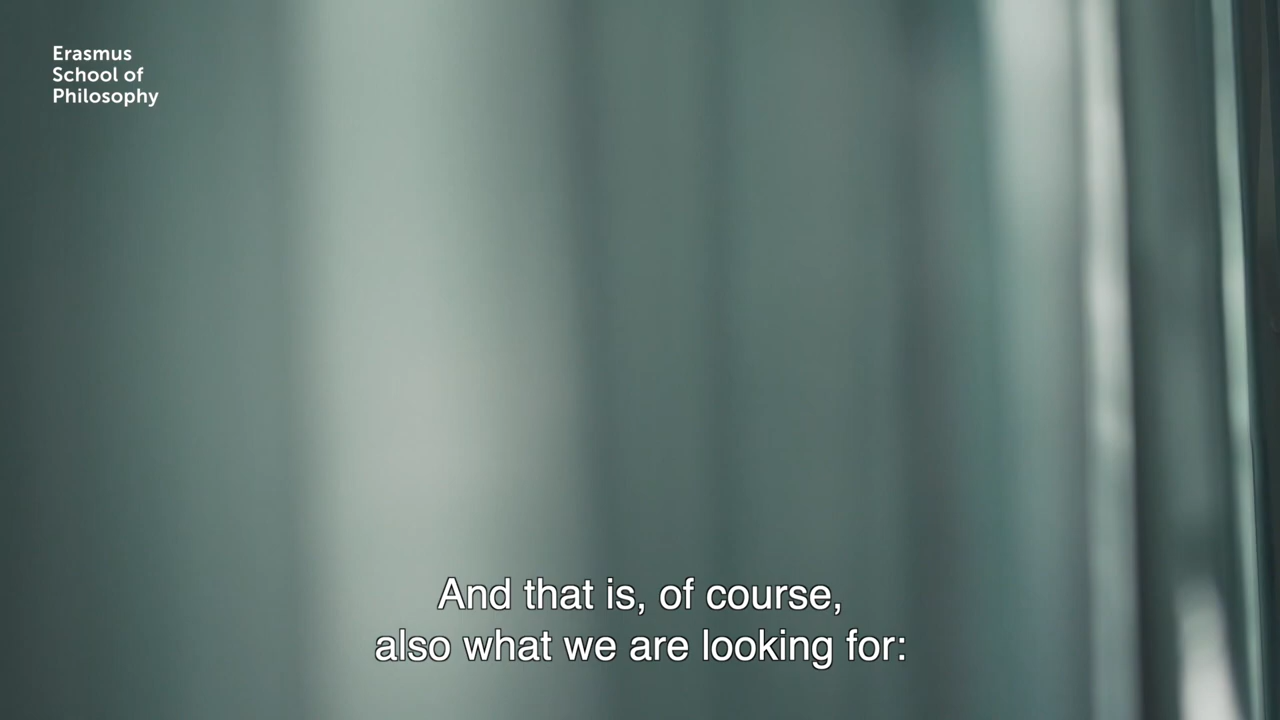 Erasmus
School of
Philosophy
And that is, of course,
also what we are looking for: